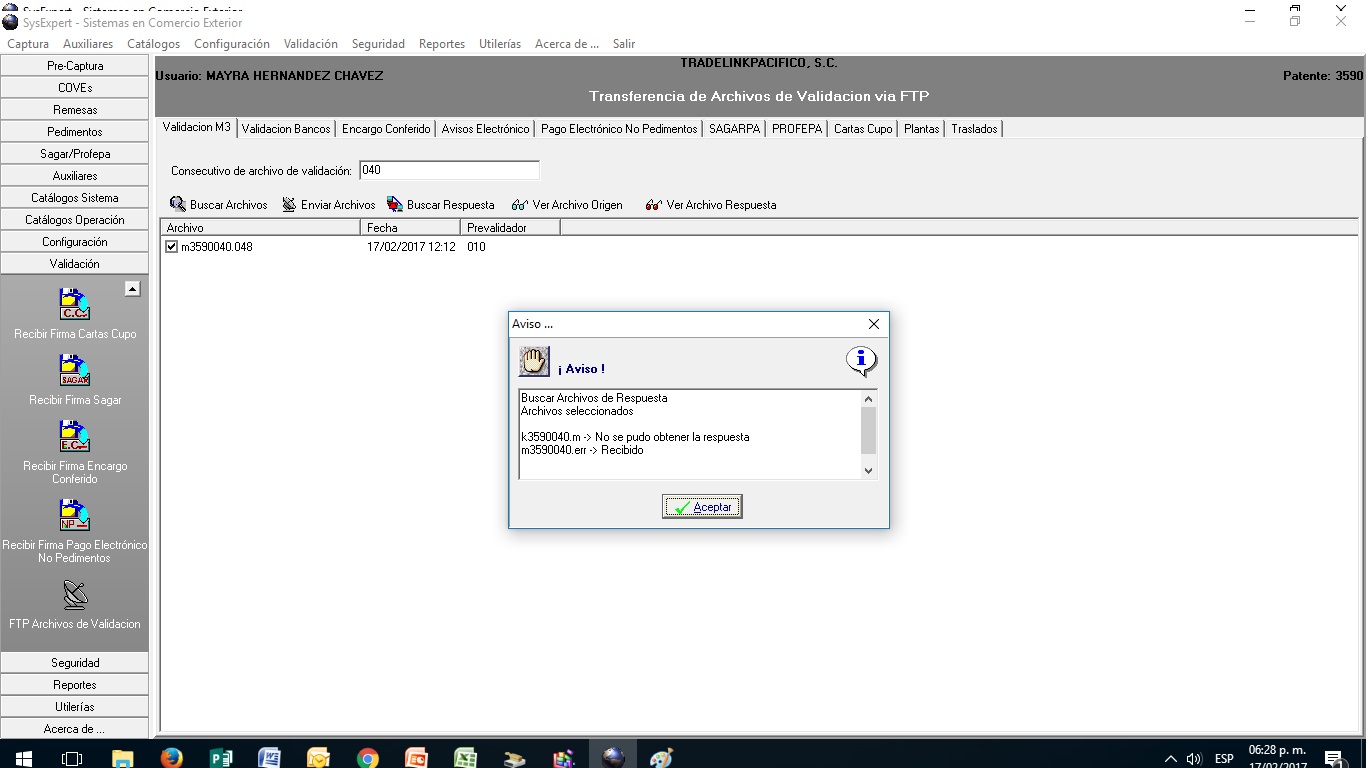 SysExpert - Sistemas en Comercio Exterior
SysExpert - Sistemas en Comercio Exterior
Captura Auxiliares Catálogos Configuración Validación Seguridad Reportes Utilerías Acerca de ... Salir
TRADELINKPACIFICO, S.C.
Usuario: MAYRA HERNANDEZ CHAVEZ
Patente: 3590
Transferencia de Archivos de Validacion via FTP
Pre-Captura
COVEs
Remesas
Pedimentos
Sagar/Profepa
Auxiliares
Catálogos Sistema
Catálogos Operación
Configuración
Validación
Recibir Firma Cartas Cupo
Recibir Firma Sagar
Recibir Firma Encargo
Conferido
Recibir Firma Pago Electrónico
No Pedimentos
FTP Archivos de Validacion
Seguridad
Reportes
Utilerías
Acerca de ...
C.C.
SAGAR
E.C.
NP
Validacion M3 Validacion Bancos Encargo Conferido Avisos Electrónico Pago Electrónico No Pedimentos SAGARPA PROFEPA Cartas Cupo Plantas Traslados
Consecutivo de archivo de validación: 040
Buscar Archivos Enviar Archivos Buscar Respuesta Ver Archivo Origen Ver Archivo Respuesta
Archivo Fecha Prevalidador
m3590040.048 17/02/2017 12:12 010
Aviso ...
¡ Aviso !
Buscar Archivos de Respuesta
Archivos seleccionados
k3590040.m -> No se pudo obtener la respuesta
m3590040.err -> Recibido
Aceptar
ESP
06:28 p. m.
17/02/2017